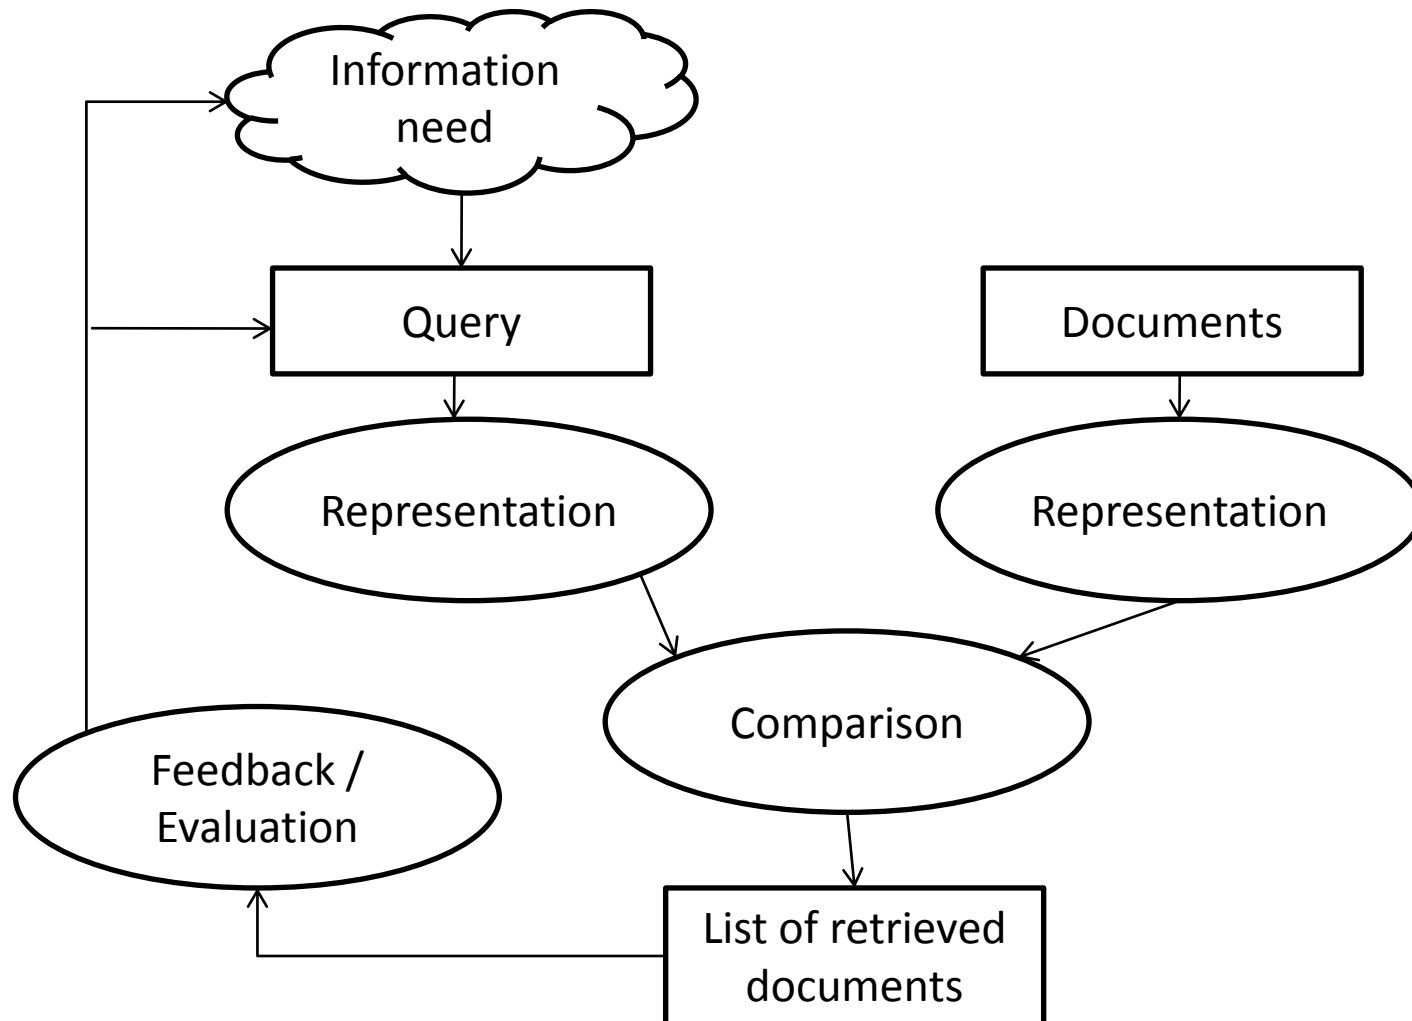 Information
need
Query
Documents
Representation
Representation
Comparison
Feedback /
Evaluation
List of retrieved
documents